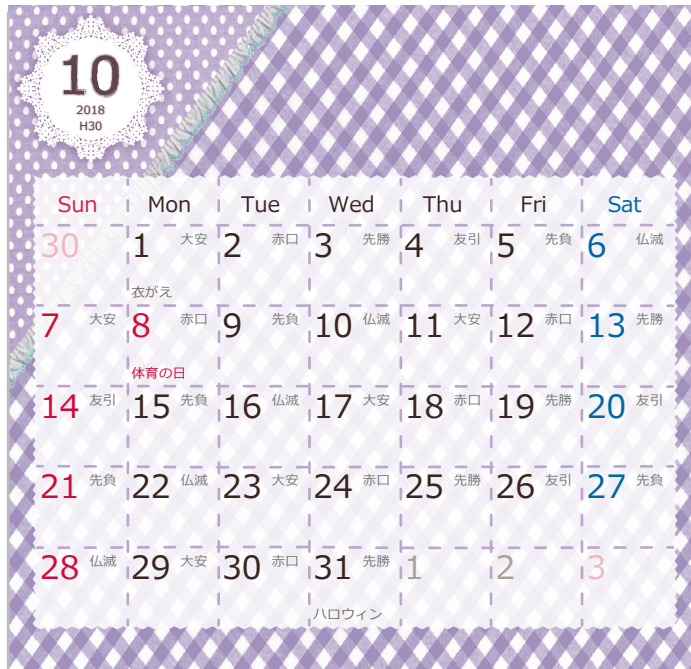 10
2018
H30
Sun Mon Tue Wed Thu Fri Sat
30 1 大安 2 赤口 3 先勝 4 友引 5 先負 6 仏滅
衣がえ
7 大安 8 赤口 9 先負 10 仏滅 11 大安 12 赤口 13 先勝
体育の日
14 友引 15 先負 16 仏滅 17 大安 18 赤口 19 先勝 20 友引
21 先負 22 仏滅 23 大安 24 赤口 25 先勝 26 友引 27 先負
28 仏滅 29 大安 30 赤口 31 先勝 1 2 3
ハロウィン